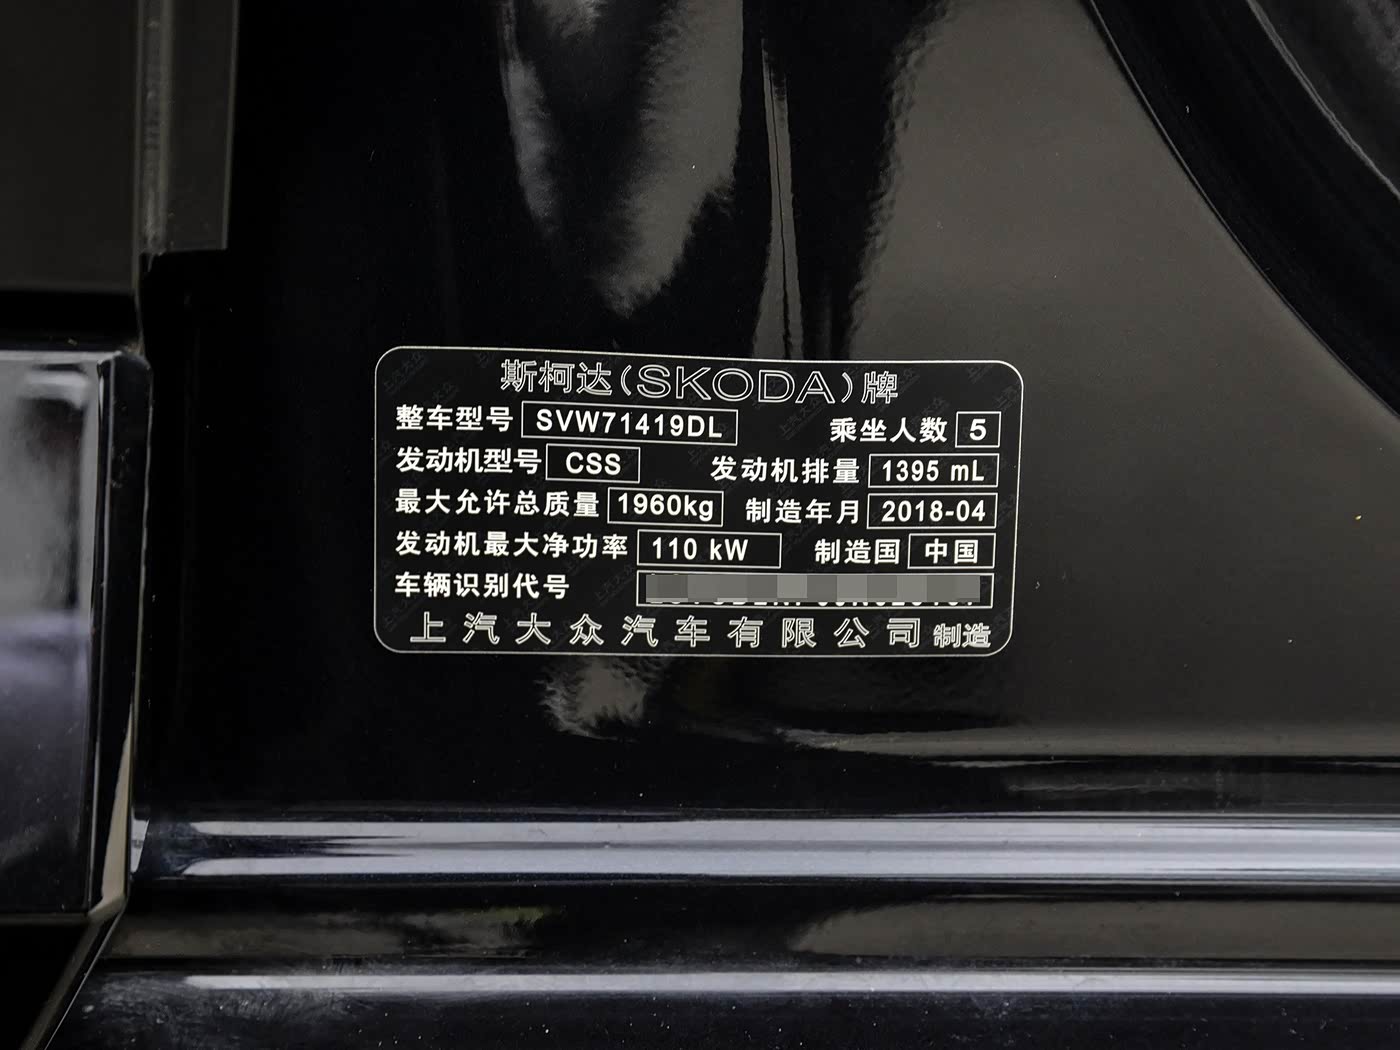 斯柯达(SKODA)牌
整车型号 SVW71419DL 乘坐人数 5
发动机型号 CSS 发动机排量 1395 mL
最大允许总质量 1960kg 制造年月 2018-04
发动机最大净功率 110 kW 制造国 中国
车辆识别代号
上汽大众汽车有限公司 制造